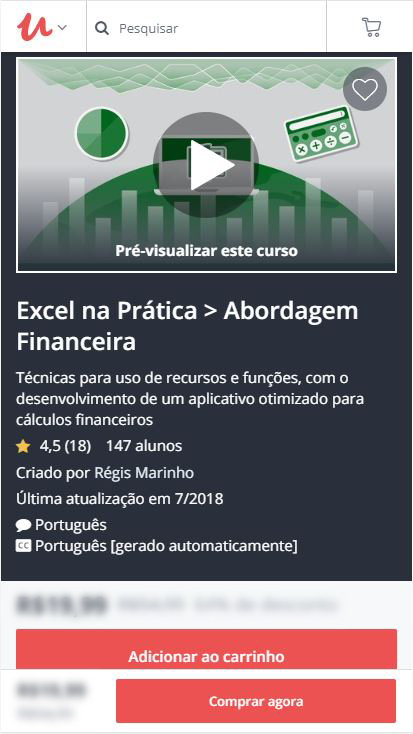 Pesquisar
Pré-visualizar este curso
Excel na Prática > Abordagem
Financeira
Técnicas para uso de recursos e funções, com o
desenvolvimento de um aplicativo otimizado para
cálculos financeiros
4,5 (18) 147 alunos
Criado por Régis Marinho
Última atualização em 7/2018
Português
CC Português [gerado automaticamente]
Adicionar ao carrinho
Comprar agora